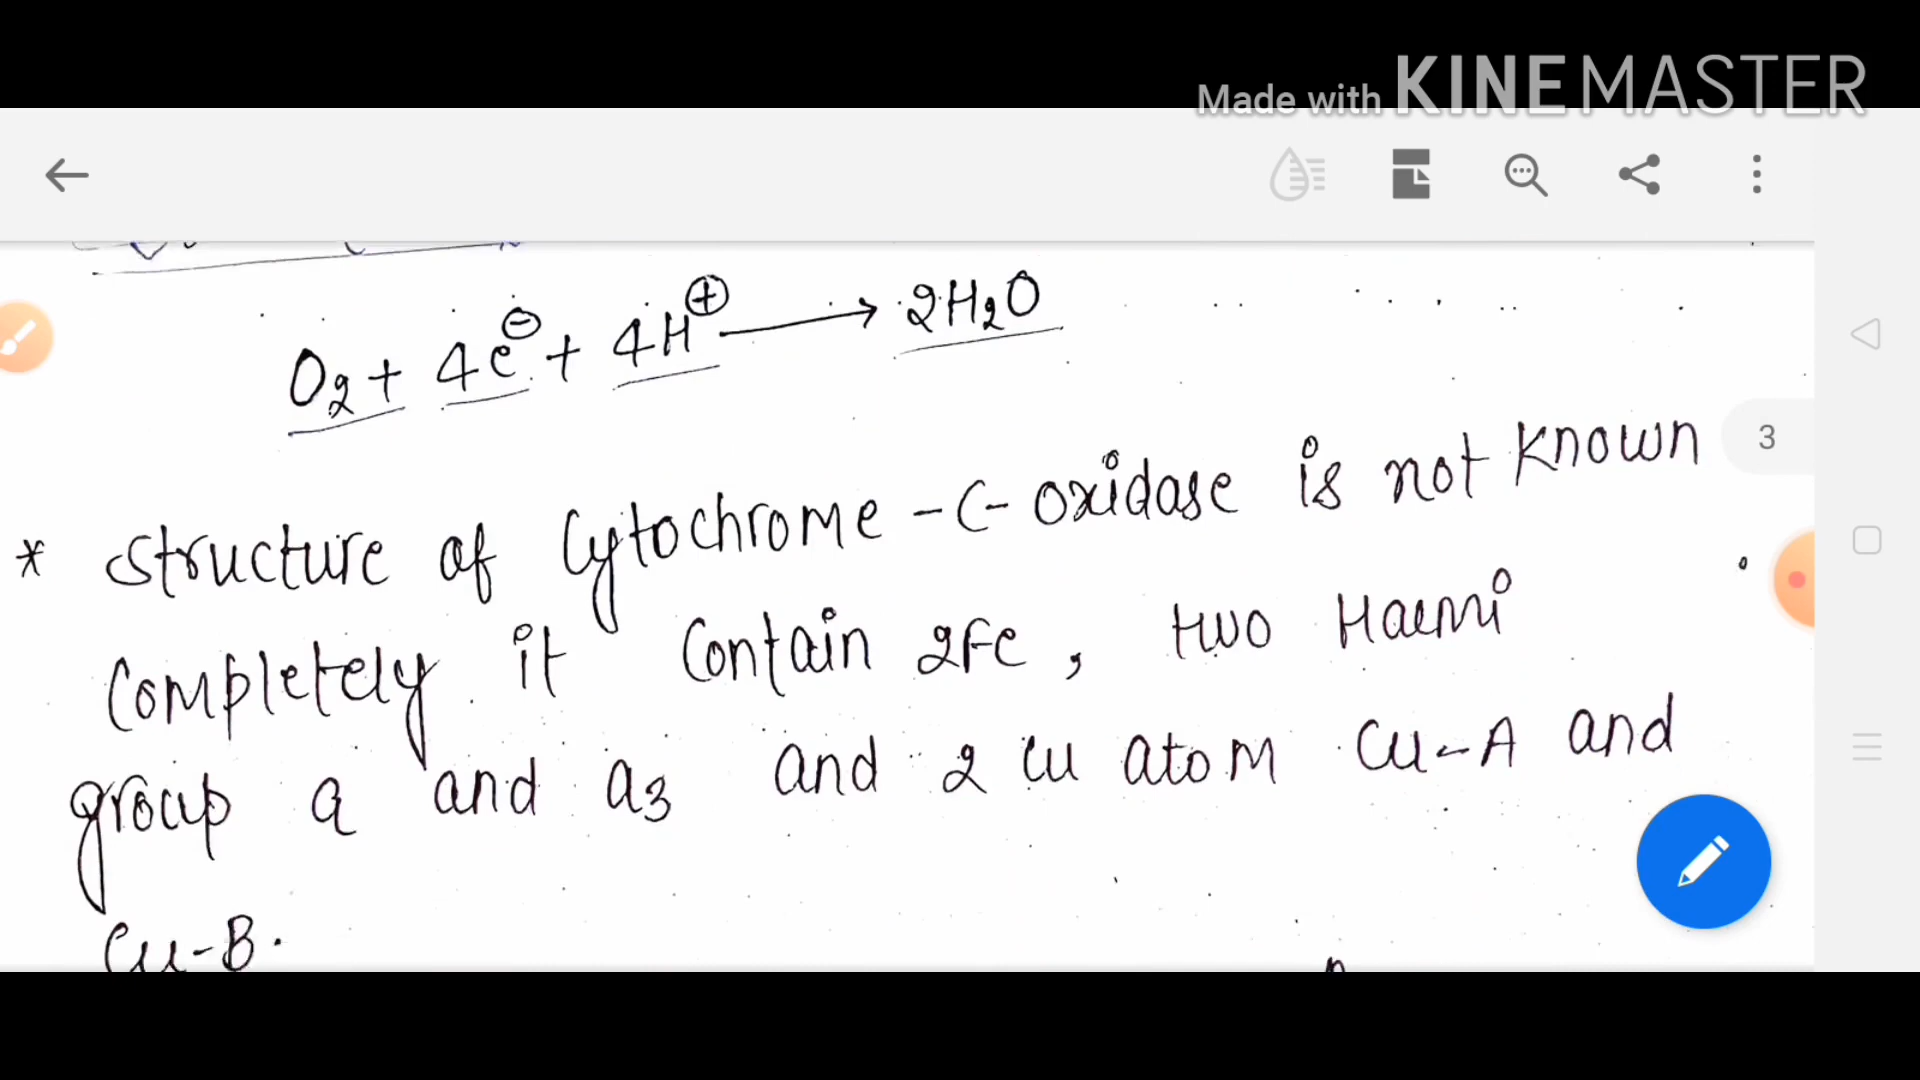 Made with KINEMASTER
O2 + 4e⊖ + 4H⊕ ⟶ 2H2O
3
* Structure of Cytochrome - C - oxidase is not known
completely it contain 2Fe, two Haemi
group a and a3 and 2 Cu atom Cu-A and
Cu-B.